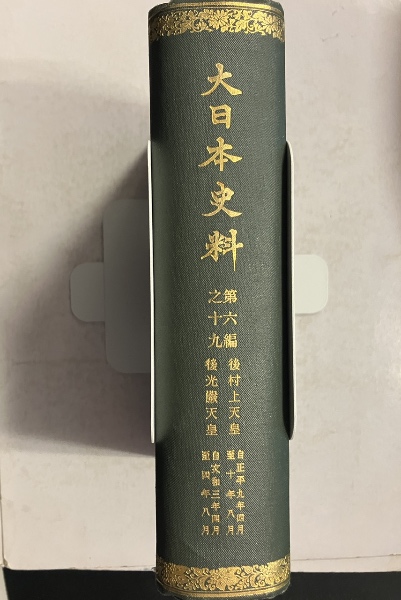 大日本史料
第六編
之十九
後村上天皇
後光嚴天皇
自正平九年四月
至十年八月
自文和三年四月
至四年八月